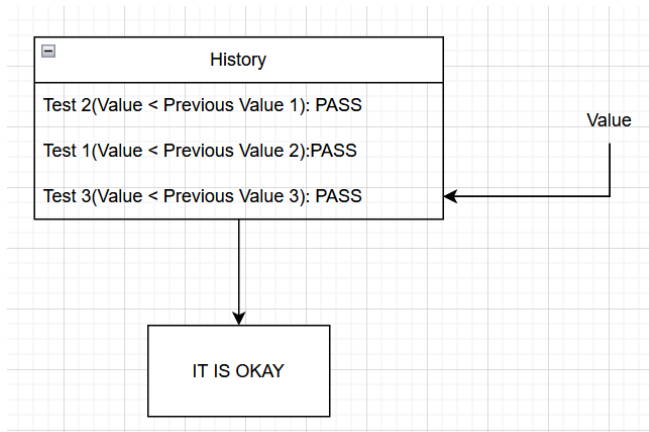 History
Test 2(Value < Previous Value 1): PASS
Value
Test 1(Value < Previous Value 2):PASS
Test 3(Value < Previous Value 3): PASS
IT IS OKAY